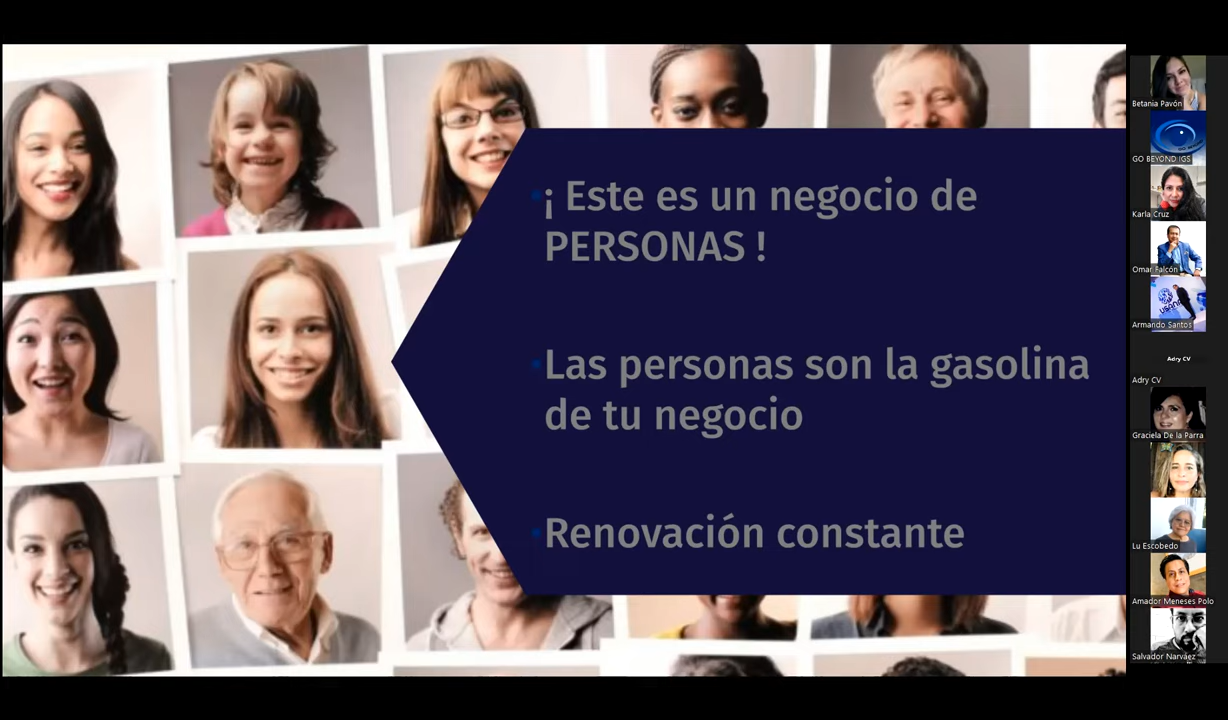 ¡ Este es un negocio de
PERSONAS !
Las personas son la gasolina
de tu negocio
Renovación constante
Betania Pavón
GO BEYOND IGS
Karla Cruz
Omar Falcón
USANA
Armando Santos
Adry CV
Adry CV
Graciela De la Parra
Lu Escobedo
Amador Meneses Polo
Salvador Narváez